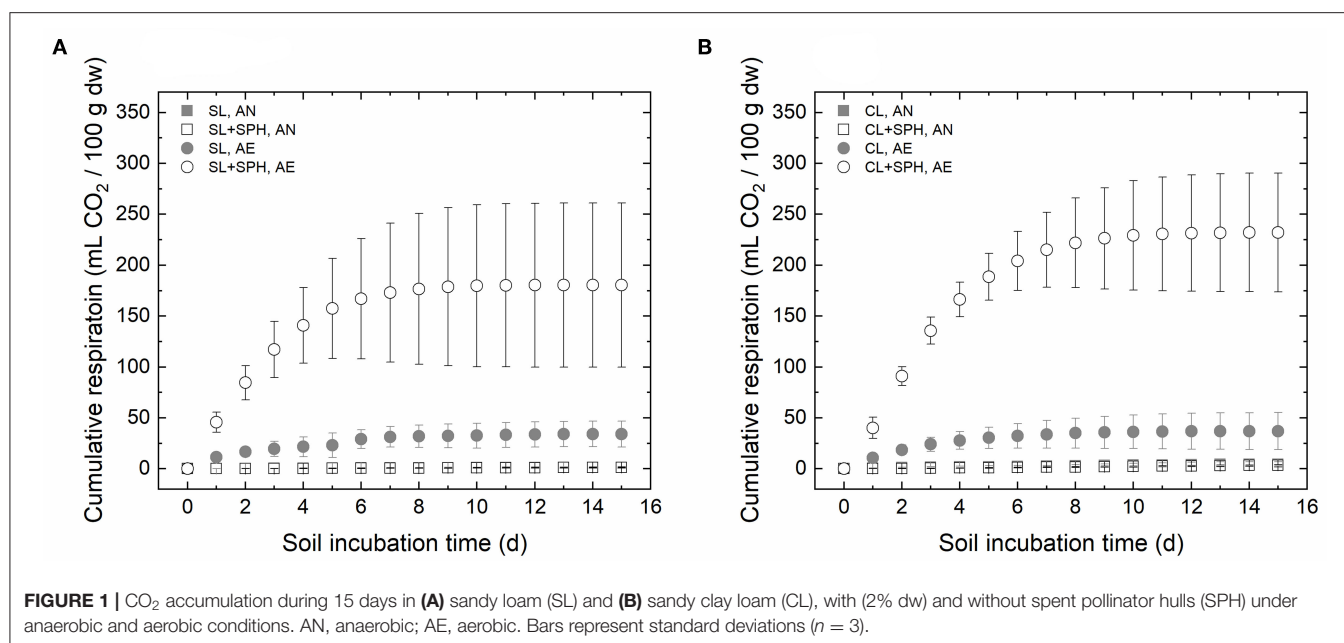 A
Cumulative respiratoin (mL CO₂ / 100 g dw)
350
300
250
200
150
100
50
0
SL, AN
SL+SPH, AN
SL, AE
SL+SPH, AE
0 2 4 6 8 10 12 14 16
Soil incubation time (d)
B
Cumulative respiratoin (mL CO₂ / 100 g dw)
350
300
250
200
150
100
50
0
CL, AN
CL+SPH, AN
CL, AE
CL+SPH, AE
0 2 4 6 8 10 12 14 16
Soil incubation time (d)
FIGURE 1 | CO₂ accumulation during 15 days in (A) sandy loam (SL) and (B) sandy clay loam (CL), with (2% dw) and without spent pollinator hulls (SPH) under
anaerobic and aerobic conditions. AN, anaerobic; AE, aerobic. Bars represent standard deviations (n = 3).